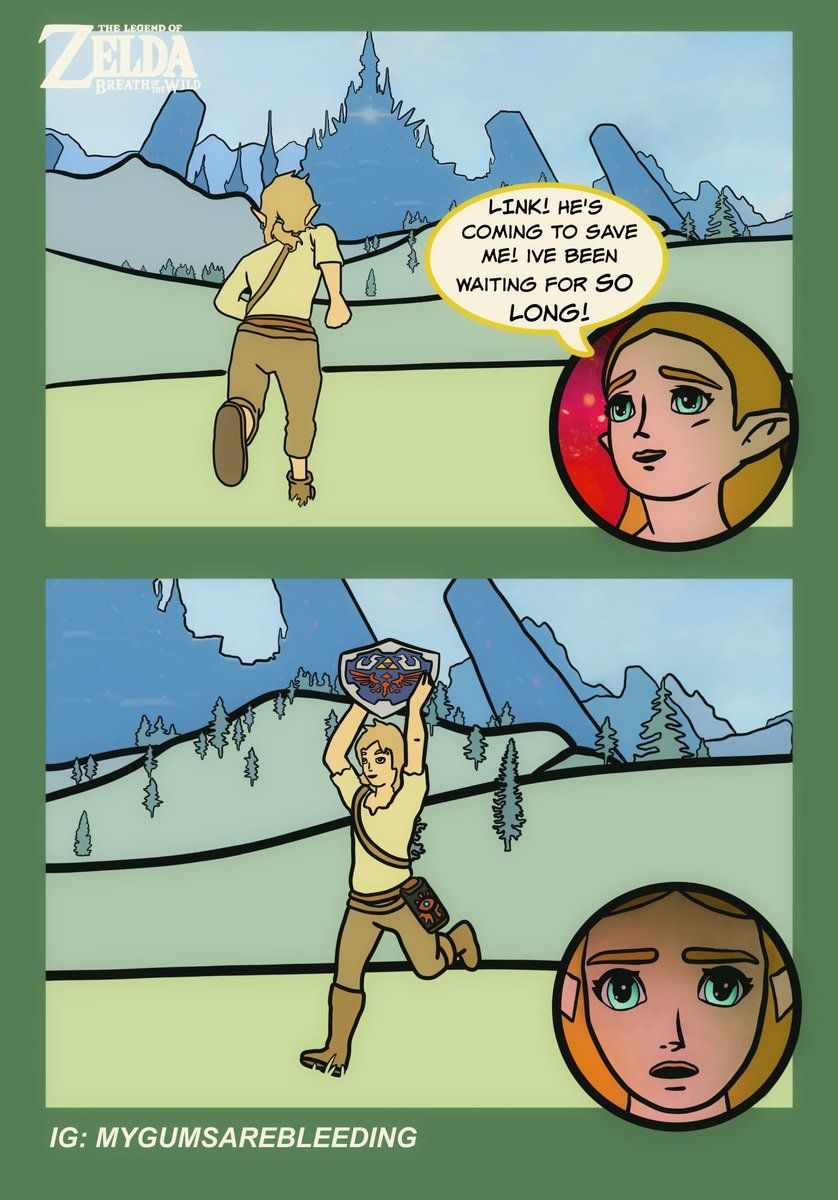 THE LEGEND OF
ZELDA
BREATH OF THE WILD
LINK! HE'S
COMING TO SAVE
ME! IVE BEEN
WAITING FOR SO
LONG!
IG: MYGUMSAREBLEEDING